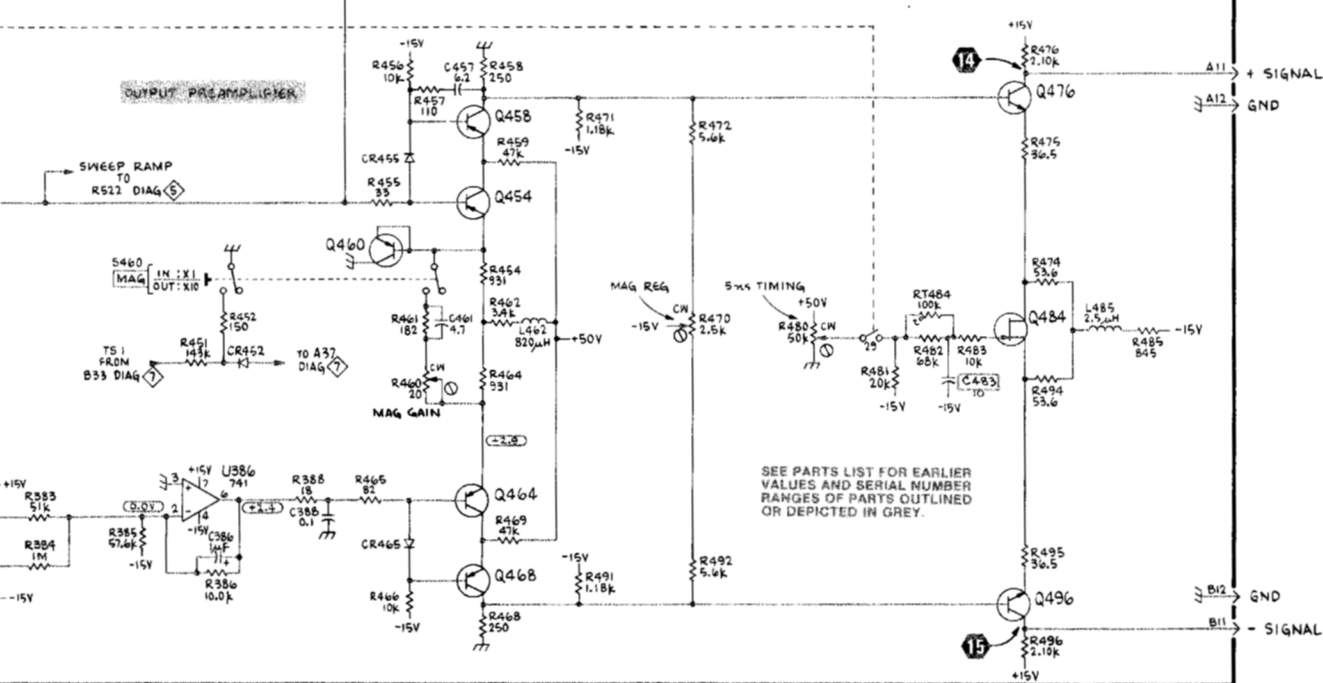 +15V
-15V
R456
10k
C457
6.2
R458
250
R476
2.10k
14
A11
+ SIGNAL
OUTPUT PREAMPLIFIER
R457
110
Q458
R471
1.18k
-15V
R472
5.6k
Q476
A12
GND
R475
36.5
CR455
R459
47k
SWEEP RAMP
TO
R522 DIAG 5
R455
33
Q454
Q460
S460
MAG
IN : X1
OUT : X10
R454
931
R474
53.6
MAG REG
5ns TIMING
+50V
RT484
100k
R452
150
R461
182
C461
4.7
R462
3.4k
L462
820µH
+50V
-15V
CW
R470
2.5k
R480
50k
CW
29
Q484
L485
2.5µH
-15V
R485
845
TS1
FROM
B33 DIAG 7
R451
143k
CR452
TO A37
DIAG 7
CW
R460
20
MAG GAIN
R464
931
R481
20k
-15V
R482
68k
R483
10k
C483
10
-15V
R494
53.6
+2.0
+15V
R383
51k
R384
1M
-15V
0.0V
R385
57.6k
-15V
+15V
U386
741
3
7
+
6
2
-
4
-15V
C386
1µF
+
R386
10.0k
R388
18
C388
0.1
R465
82
Q464
SEE PARTS LIST FOR EARLIER
VALUES AND SERIAL NUMBER
RANGES OF PARTS OUTLINED
OR DEPICTED IN GREY.
CR465
R469
47k
R466
10k
-15V
Q468
R468
250
-15V
R491
1.18k
R492
5.6k
R495
36.5
Q496
B12
GND
B11
- SIGNAL
15
R496
2.10k
+15V